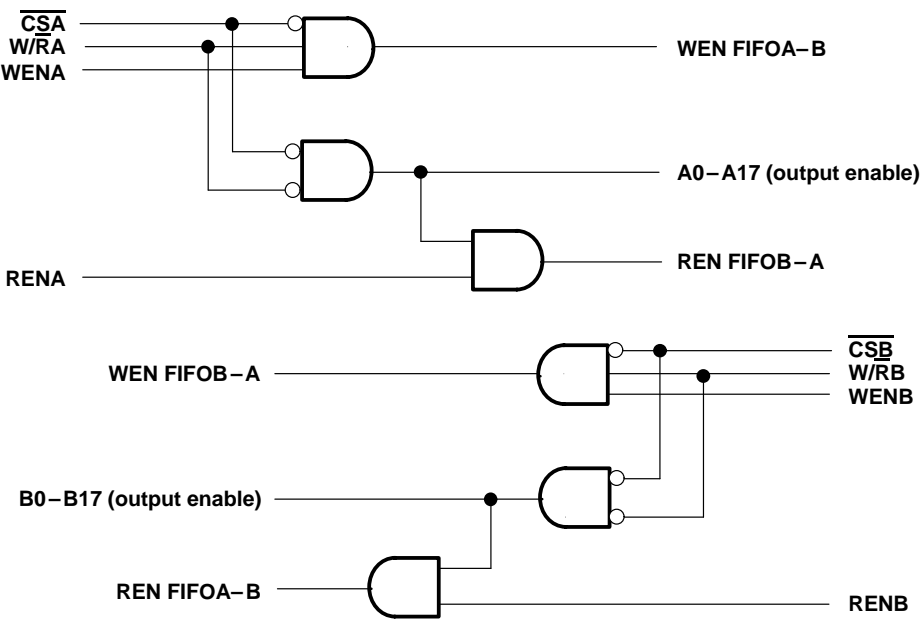 CSA
W/RA
WENA
WEN FIFOA–B
A0–A17 (output enable)
RENA
REN FIFOB–A
WEN FIFOB–A
CSB
W/RB
WENB
B0–B17 (output enable)
REN FIFOA–B
RENB